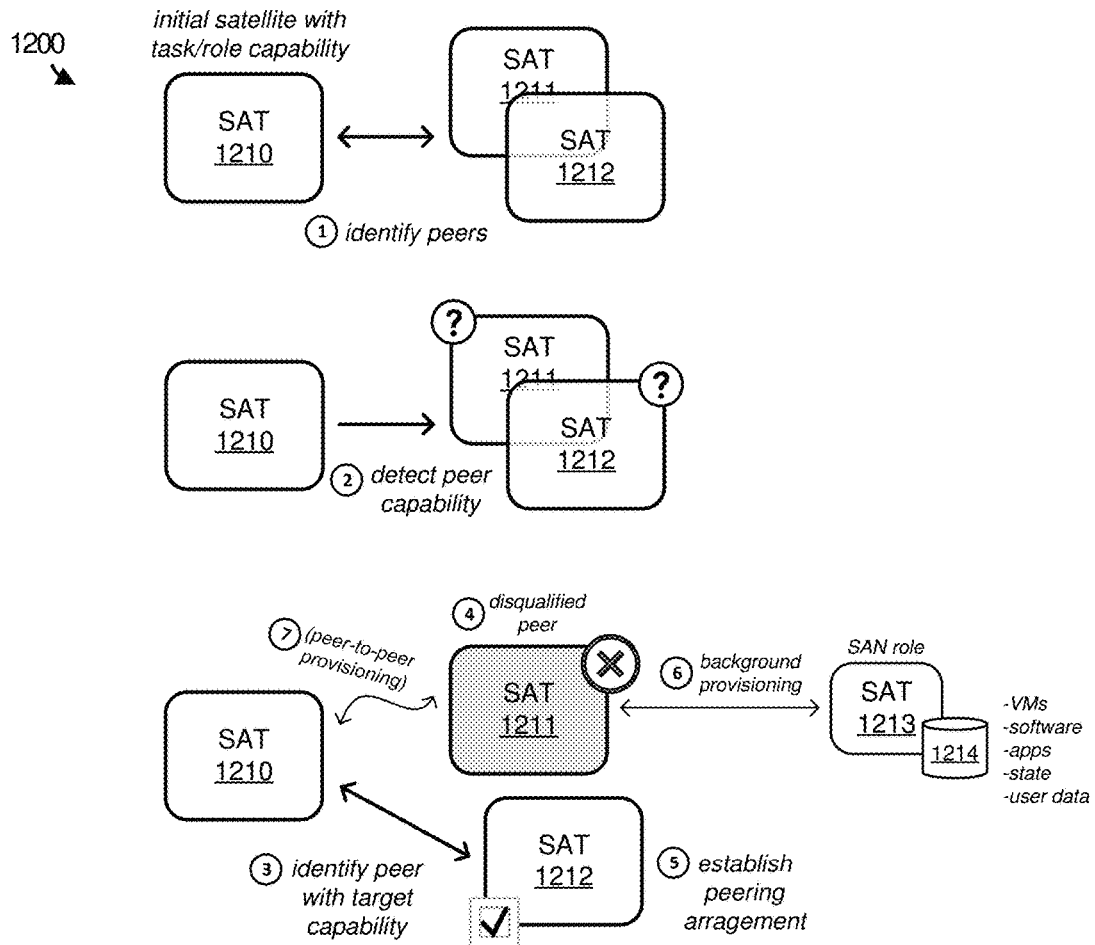 1200
initial satellite with
task/role capability
SAT
1210
SAT
1211
SAT
1212
1 identify peers
?
?
SAT
1210
SAT
1211
SAT
1212
2 detect peer
capability
7 (peer-to-peer
provisioning)
4 disqualified
peer
SAT
1210
SAT
1211
6 background
provisioning
SAN role
SAT
1213
1214
-VMs
-software
-apps
-state
-user data
3 identify peer
with target
capability
SAT
1212
5 establish
peering
arragement